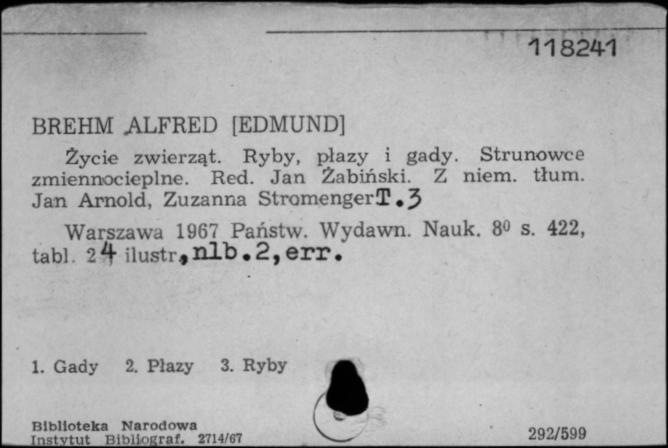 118241
BREHM ALFRED [EDMUND]
Życie zwierząt. Ryby, płazy i gady. Strunowce
zmiennocieplne. Red. Jan Żabiński. Z niem. tłum.
Jan Arnold, Zuzanna Stromenger T.3
Warszawa 1967 Państw. Wydawn. Nauk. 8⁰ s. 422,
tabl. 24 ilustr., nlb.2, err.
1. Gady 2. Płazy 3. Ryby
Biblioteka Narodowa
Instytut Bibliograf. 2714/67 292/599